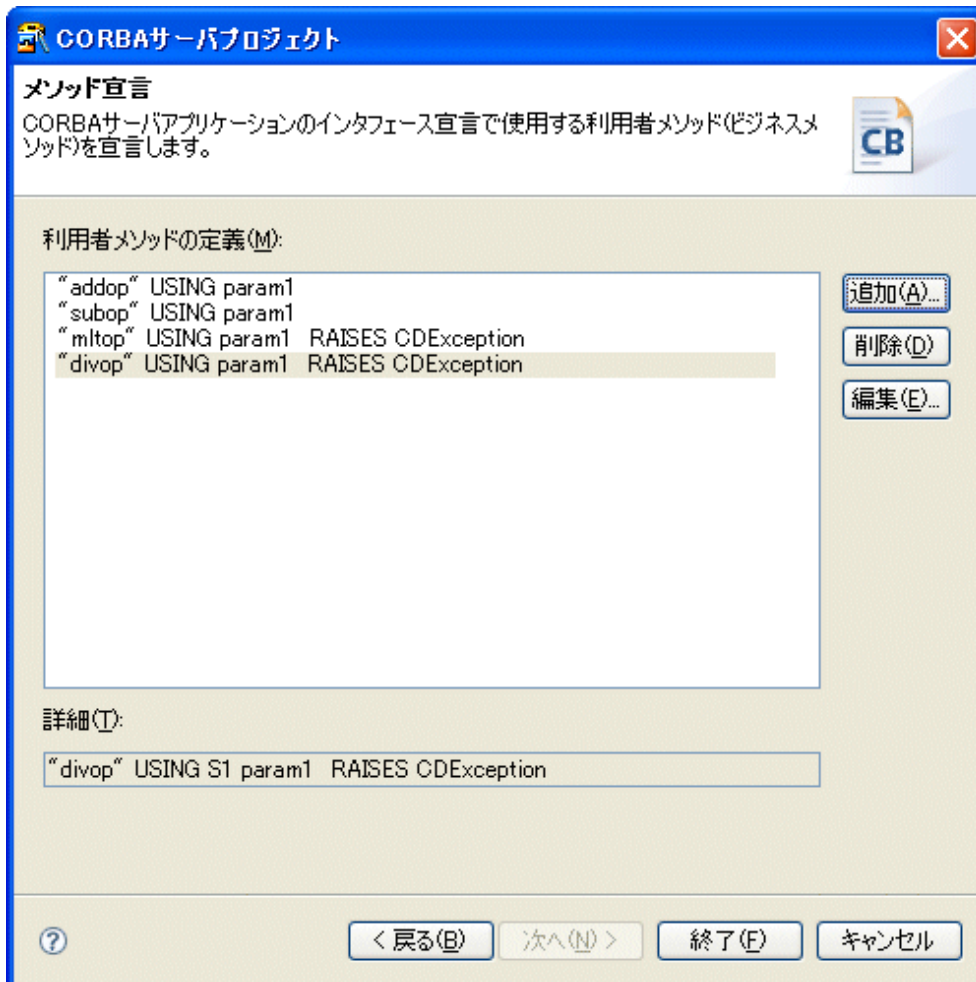 CORBAサーバプロジェクト
メソッド宣言
CORBAサーバアプリケーションのインタフェース宣言で使用する利用者メソッド(ビジネスメ
ソッド)を宣言します。
CB
利用者メソッドの定義(M):
"addop" USING param1
"subop" USING param1
"mltop" USING param1 RAISES CDException
"divop" USING param1 RAISES CDException
追加(A)...
削除(D)
編集(E)...
詳細(T):
"divop" USING S1 param1 RAISES CDException
?
< 戻る(B)
次へ(N) >
終了(F)
キャンセル